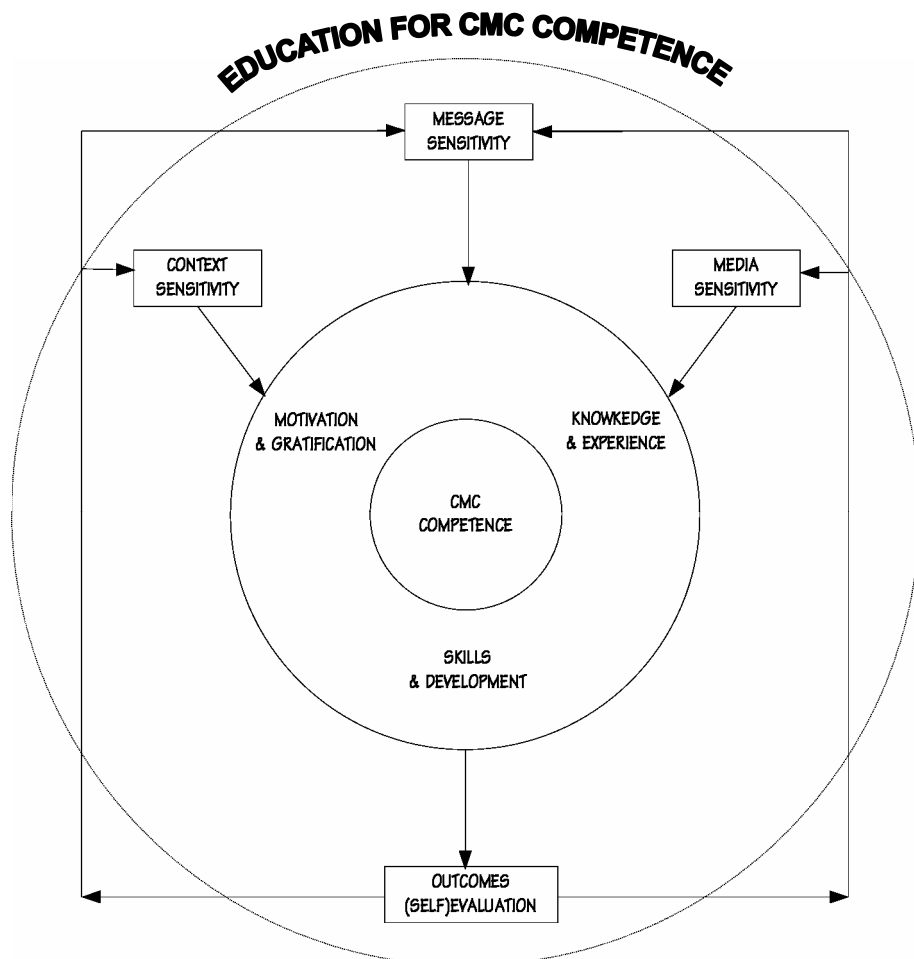 EDUCATION FOR CMC COMPETENCE
MESSAGE
SENSITIVITY
CONTEXT
SENSITIVITY
MEDIA
SENSITIVITY
MOTIVATION
& GRATIFICATION
KNOWKEDGE
& EXPERIENCE
CMC
COMPETENCE
SKILLS
& DEVELOPMENT
OUTCOMES
(SELF)EVALUATION